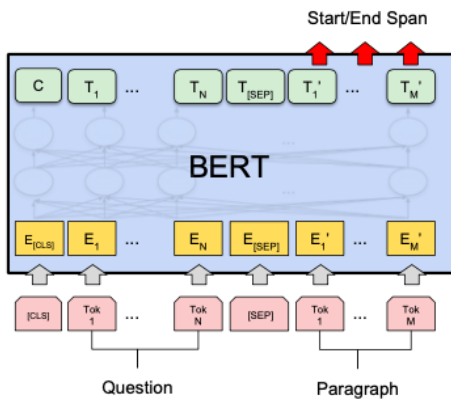 Start/End Span
C T1 ... TN T[SEP] T1' ... TM'
...
BERT
...
E[CLS] E1 ... EN E[SEP] E1' ... EM'
[CLS] Tok 1 ... Tok N [SEP] Tok 1 ... Tok M
Question Paragraph